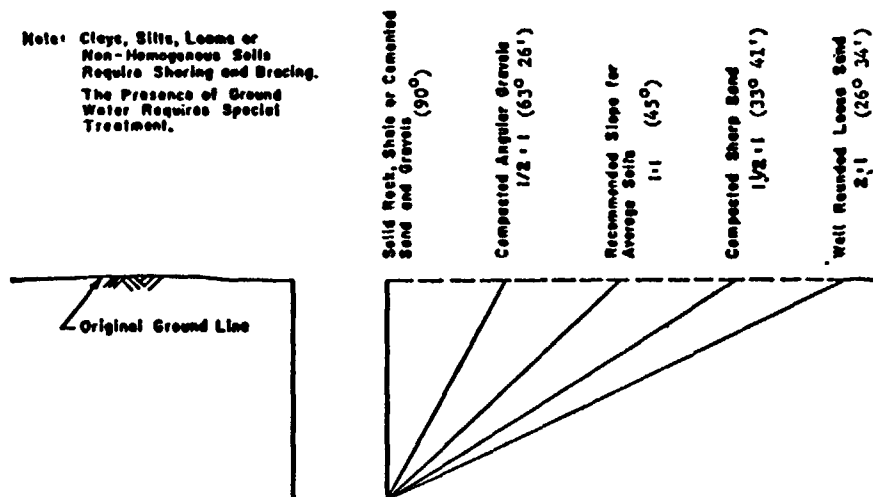 Note: Clays, Silts, Loams or
Non-Homogenous Soils
Require Shoring and Bracing.
The Presence of Ground
Water Requires Special
Treatment.
Solid Rock, Shale or Cemented
Sand and Gravels (90°)
Compacted Angular Gravels
1/2:1 (63° 26')
Recommended Slope for
Average Soils
1:1 (45°)
Compacted Sharp Sand
1 1/2:1 (33° 41')
Well Rounded Loose Sand
2:1 (26° 34')
Original Ground Line